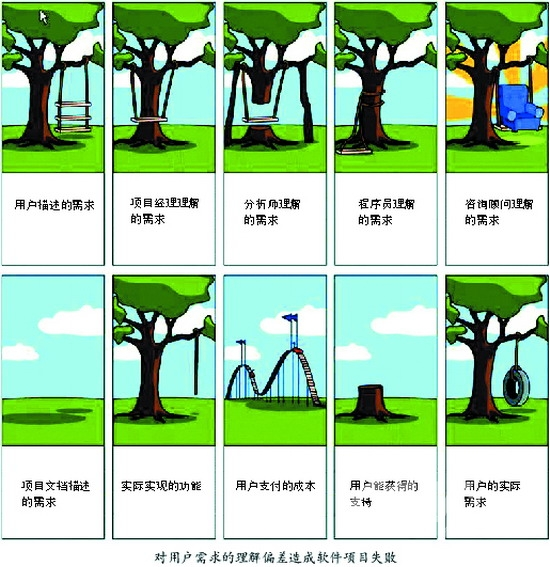 用户描述的需求
项目经理理解
的需求
分析师理解
的需求
程序员理解
的需求
咨询顾问理解
的需求
项目文档描述
的需求
实际实现的功能
用户支付的成本
用户能获得的
支持
用户的实际
需求
对用户需求的理解偏差造成软件项目失败